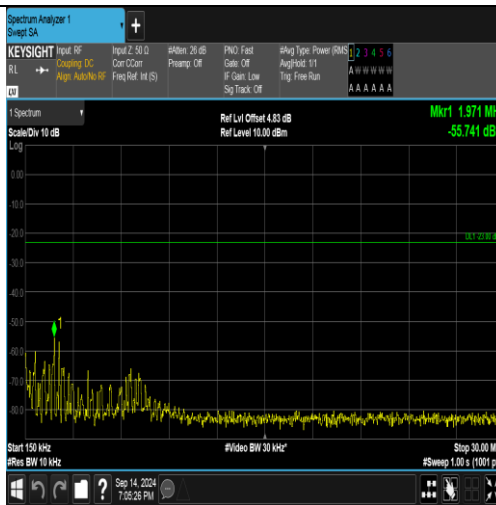 Spectrum Analyzer 1
Swept SA
+
KEYSIGHT Input: RF Input Z: 50 Ω #Atten: 26 dB PNO: Fast #Avg Type: Power (RMS 1 2 3 4 5 6
RL Coupling: DC Corr CCorr Preamp: Off Gate: Off Avg|Hold: 1/1 A W W W W W
Align: Auto/No RF Freq Ref: Int (S) IF Gain: Low Trig: Free Run
LXI Sig Track: Off A A A A A A
1 Spectrum Ref Lvl Offset 4.83 dB Mkr1 1.971 MH
Scale/Div 10 dB Ref Level 10.00 dBm -55.741 dB
Log
0.00
-10.0
-20.0
DL1 -23.00 d
-30.0
-40.0
-50.0
1
-60.0
-70.0
-80.0
Start 150 kHz #Video BW 30 kHz* Stop 30.00 M
#Res BW 10 kHz #Sweep 1.00 s (1001 p
? Sep 14, 2024
7:05:26 PM